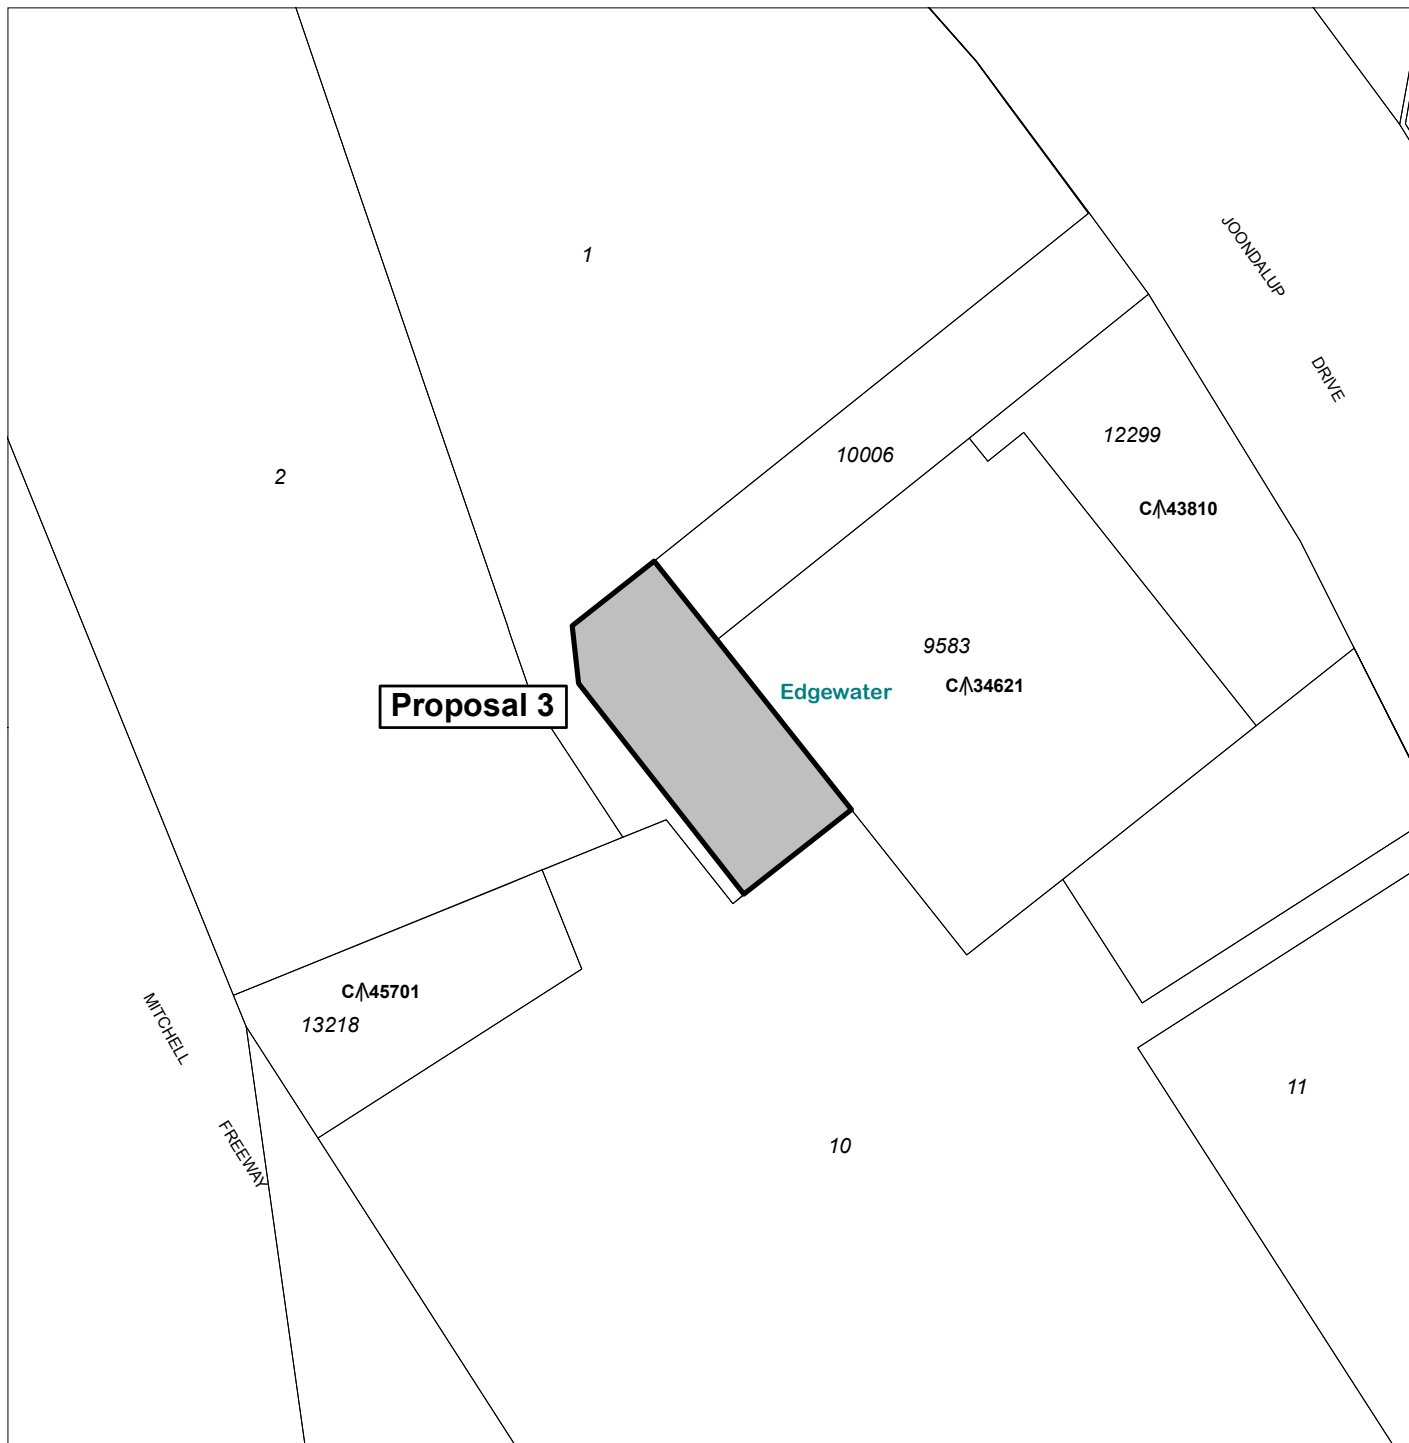 1
JOONDALUP
DRIVE
12299
10006
2
C 43810
9583
C 34621
Edgewater
Proposal 3
C 45701
13218
MITCHELL
FREEWAY
11
10